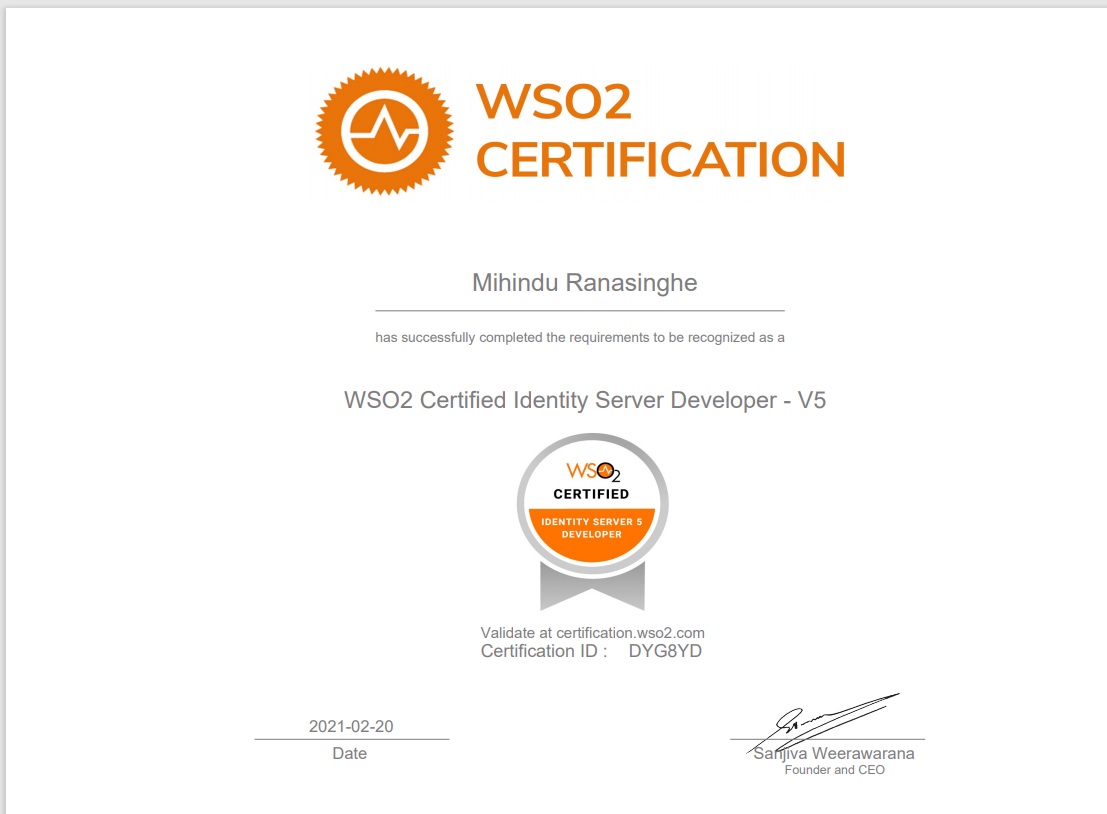 WSO2
CERTIFICATION
Mihindu Ranasinghe
has successfully completed the requirements to be recognized as a
WSO2 Certified Identity Server Developer - V5
WSO2
CERTIFIED
IDENTITY SERVER 5
DEVELOPER
Validate at certification.wso2.com
Certification ID : DYG8YD
2021-02-20
Date
Sanjiva Weerawarana
Founder and CEO